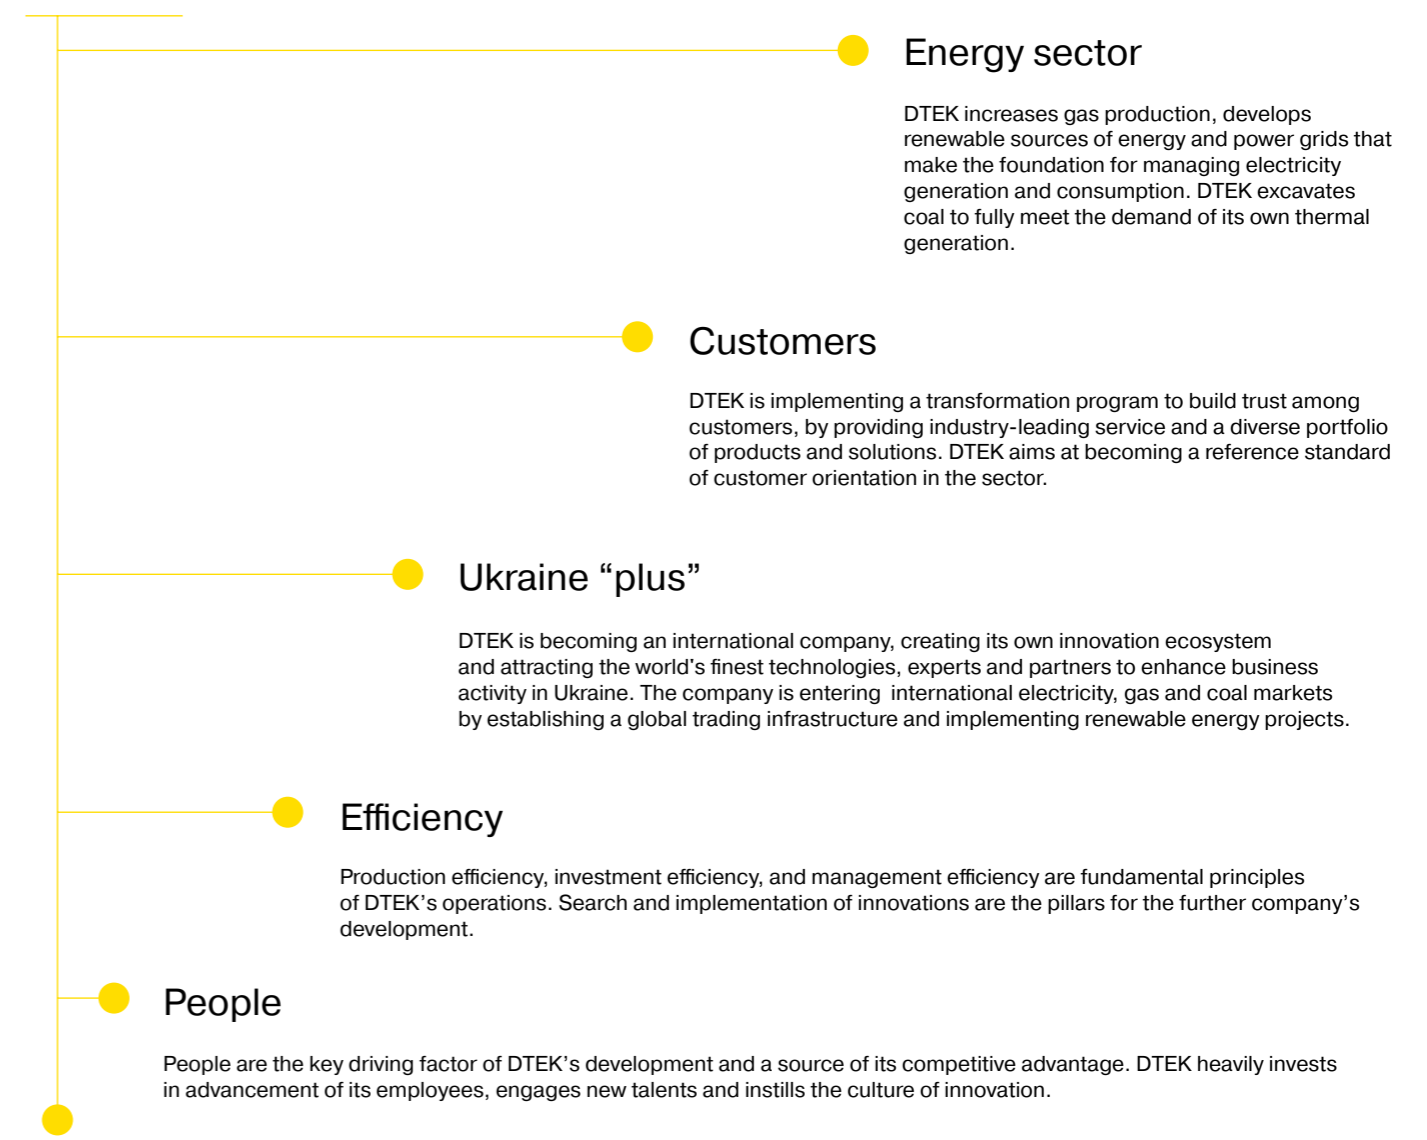 Energy sector
DTEK increases gas production, develops
renewable sources of energy and power grids that
make the foundation for managing electricity
generation and consumption. DTEK excavates
coal to fully meet the demand of its own thermal
generation.
Customers
DTEK is implementing a transformation program to build trust among
customers, by providing industry-leading service and a diverse portfolio
of products and solutions. DTEK aims at becoming a reference standard
of customer orientation in the sector.
Ukraine “plus”
DTEK is becoming an international company, creating its own innovation ecosystem
and attracting the world's finest technologies, experts and partners to enhance business
activity in Ukraine. The company is entering  international electricity, gas and coal markets
by establishing a global trading infrastructure and implementing renewable energy projects.
Efficiency
Production efficiency, investment efficiency, and management efficiency are fundamental principles
of DTEK’s operations. Search and implementation of innovations are the pillars for the further company’s
development.
People
People are the key driving factor of DTEK’s development and a source of its competitive advantage. DTEK heavily invests
in advancement of its employees, engages new talents and instills the culture of innovation.